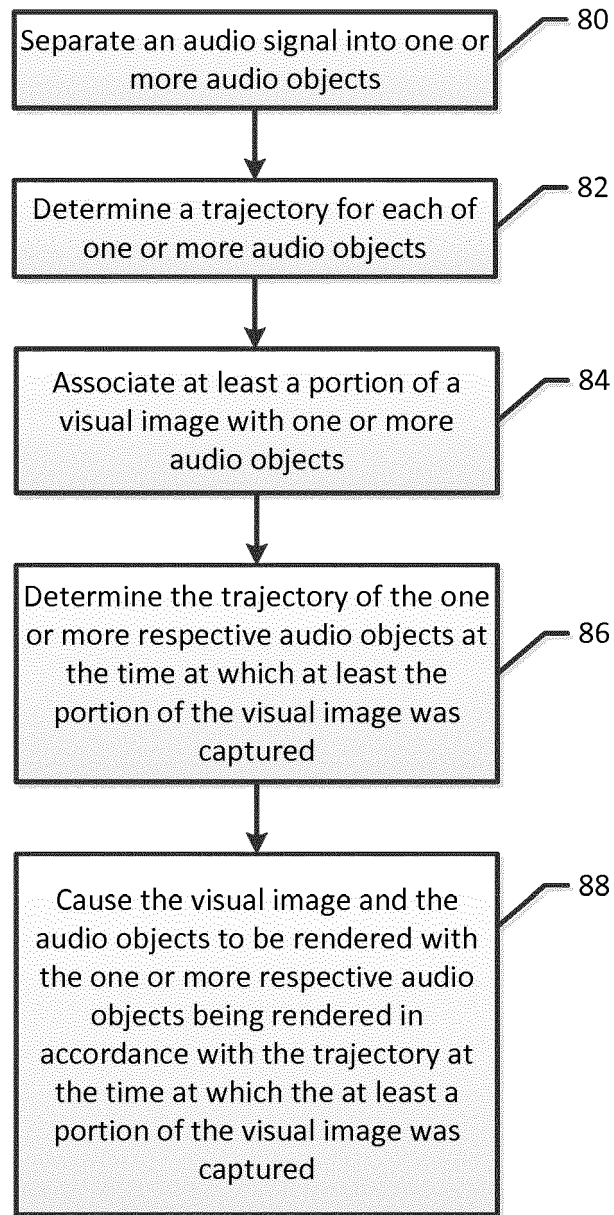 Separate an audio signal into one or
more audio objects
80
Determine a trajectory for each of
one or more audio objects
82
Associate at least a portion of a
visual image with one or more
audio objects
84
Determine the trajectory of the one
or more respective audio objects at
the time at which at least the
portion of the visual image was
captured
86
Cause the visual image and the
audio objects to be rendered with
the one or more respective audio
objects being rendered in
accordance with the trajectory at
the time at which the at least a
portion of the visual image was
captured
88